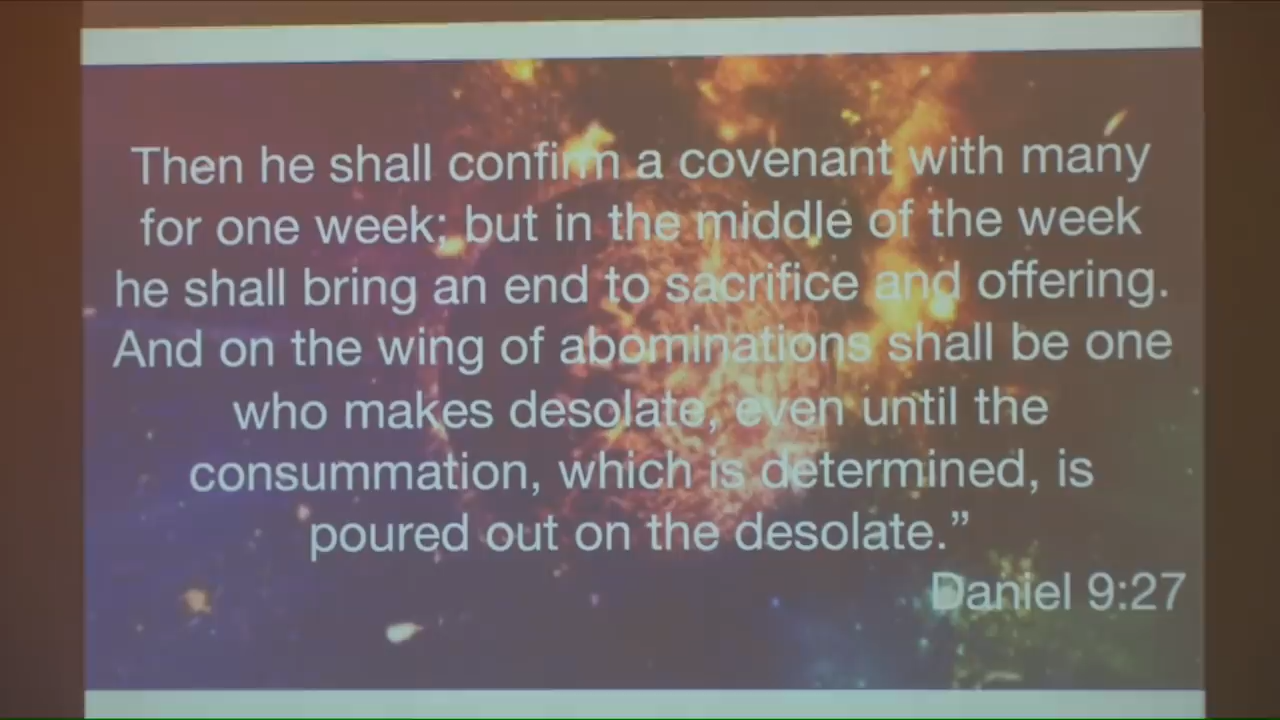 Then he shall confirm a covenant with many
for one week; but in the middle of the week
he shall bring an end to sacrifice and offering.
And on the wing of abominations shall be one
who makes desolate, even until the
consummation, which is determined, is
poured out on the desolate.”
Daniel 9:27